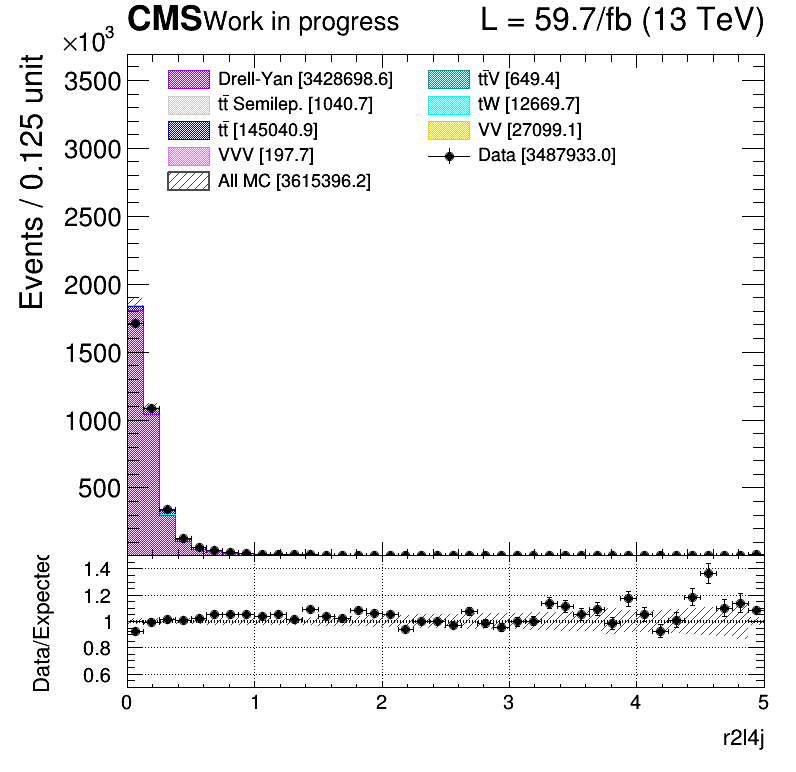 CMS Work in progress L = 59.7/fb (13 TeV)
×10³
Events / 0.125 unit
3500
3000
2500
2000
1500
1000
500
Drell-Yan [3428698.6]
tt̄ Semilep. [1040.7]
tt̄ [145040.9]
VVV [197.7]
All MC [3615396.2]
tt̄V [649.4]
tW [12669.7]
VV [27099.1]
Data [3487933.0]
Data/Expected
1.4
1.2
1
0.8
0.6
0 1 2 3 4 5
r2l4j